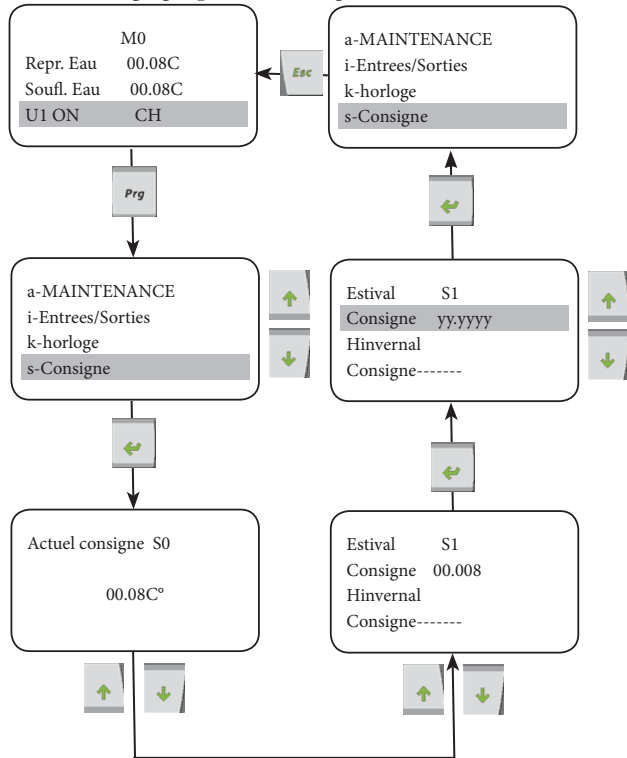 M0
Repr. Eau 00.08C
Soufl. Eau 00.08C
U1 ON CH
Prg
a-MAINTENANCE
i-Entrees/Sorties
k-horloge
s-Consigne
Actuel consigne S0
00.08C°
Estival S1
Consigne 00.008
Hinvernal
Consigne-------
Estival S1
Consigne yy.yyyy
Hinvernal
Consigne-------
a-MAINTENANCE
i-Entrees/Sorties
k-horloge
s-Consigne
Esc